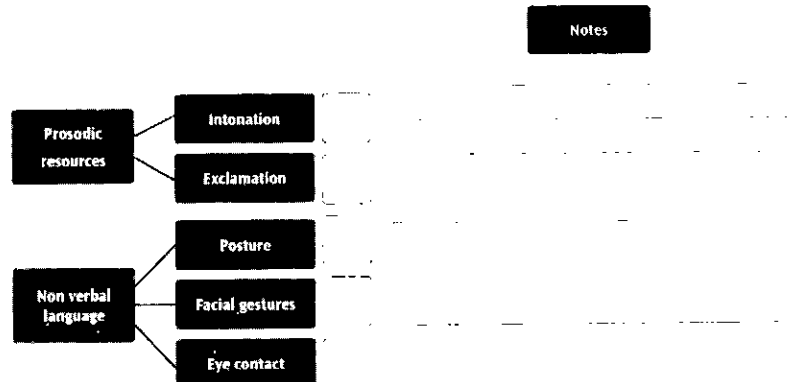 Notes
Prosodic
resources
Intonation
Exclamation
Non verbal
language
Posture
Facial gestures
Eye contact